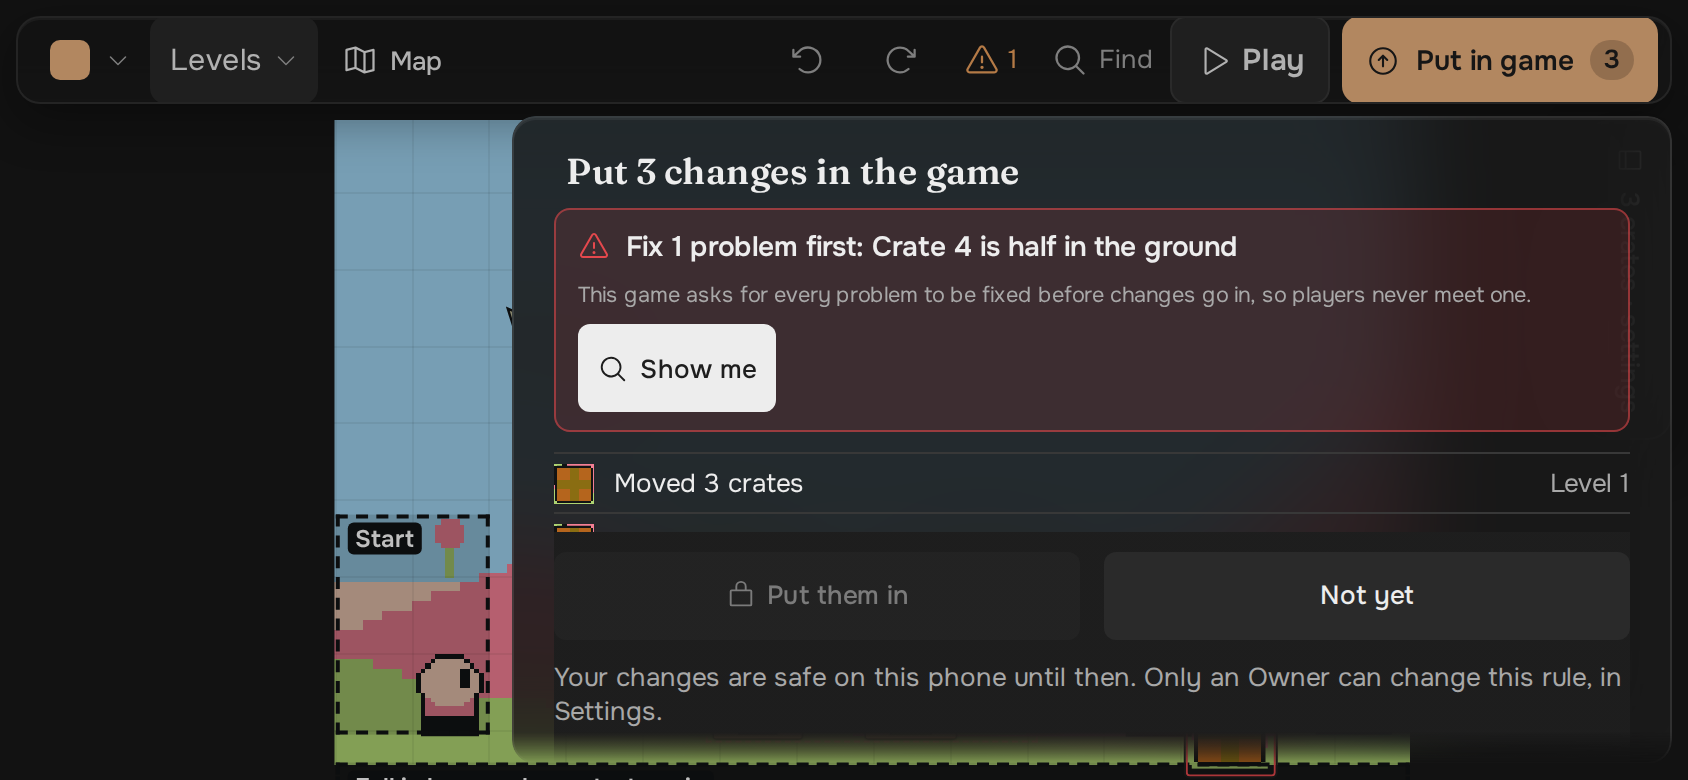 Levels
Map
1
Find
Play
Put in game 3
Put 3 changes in the game
Fix 1 problem first: Crate 4 is half in the ground
This game asks for every problem to be fixed before changes go in, so players never meet one.
Show me
Moved 3 crates Level 1
Start
Put them in
Not yet
Your changes are safe on this phone until then. Only an Owner can change this rule, in
Settings.